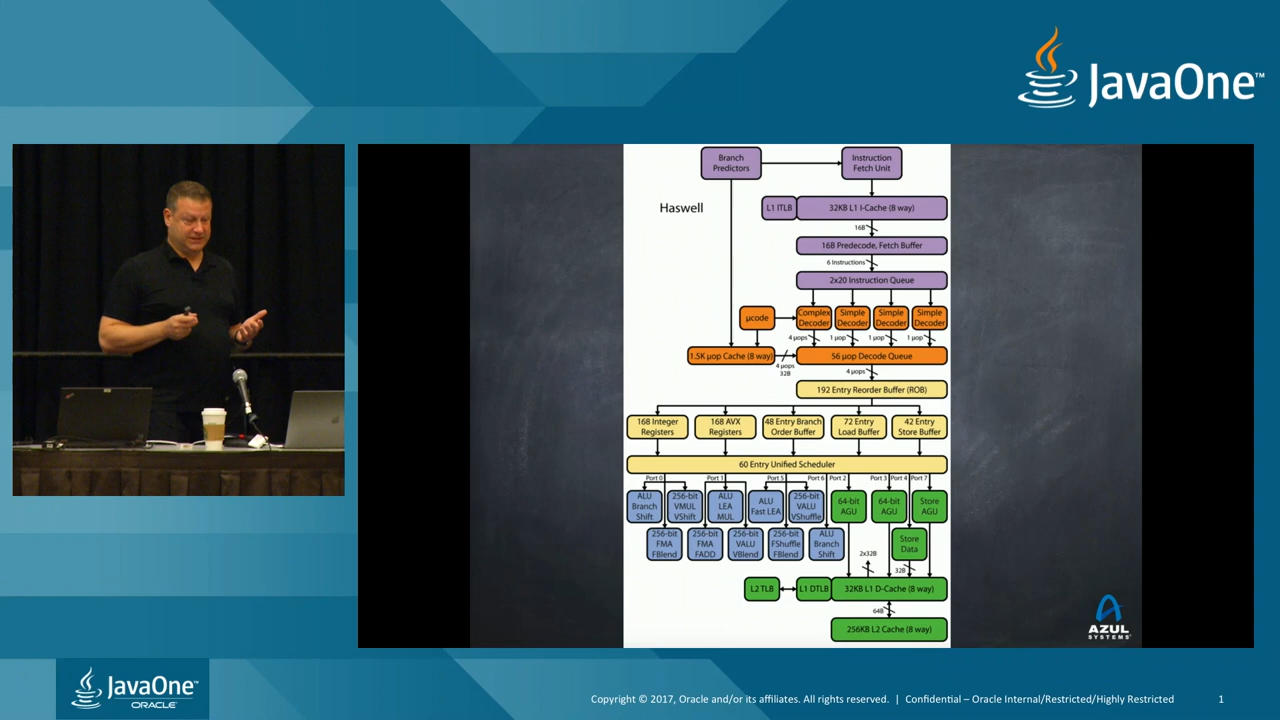 JavaOne™
Branch
Predictors
Instruction
Fetch Unit
Haswell
L1 ITLB
32KB L1 I-Cache (8 way)
16B
16B Predecode, Fetch Buffer
6 Instructions
2x20 Instruction Queue
µcode
Complex
Decoder
Simple
Decoder
Simple
Decoder
Simple
Decoder
4 µops
1 µop
1 µop
1 µop
1.5K µop Cache (8 way)
4 µops
32B
56 µop Decode Queue
4 µops
192 Entry Reorder Buffer (ROB)
168 Integer
Registers
168 AVX
Registers
48 Entry Branch
Order Buffer
72 Entry
Load Buffer
42 Entry
Store Buffer
60 Entry Unified Scheduler
Port 0
Port 1
Port 5
Port 6
Port 2
Port 3
Port 4
Port 7
ALU
Branch
Shift
256-bit
VMUL
VShift
ALU
LEA
MUL
ALU
Fast LEA
256-bit
VALU
VShuffle
64-bit
AGU
64-bit
AGU
Store
AGU
256-bit
FMA
FBlend
256-bit
FMA
FADD
256-bit
VALU
VBlend
256-bit
FShuffle
FBlend
ALU
Branch
Shift
Store
Data
2x32B
32B
L2 TLB
L1 DTLB
32KB L1 D-Cache (8 way)
64B
256KB L2 Cache (8 way)
AZUL
SYSTEMS
JavaOne™
ORACLE
Copyright © 2017, Oracle and/or its affiliates. All rights reserved. | Confidential – Oracle Internal/Restricted/Highly Restricted
1